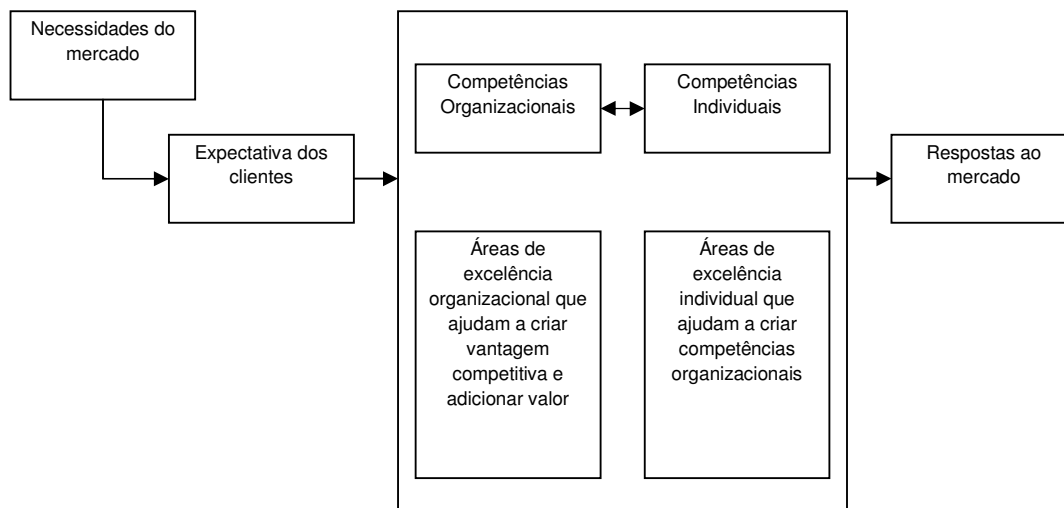 Necessidades do
mercado
Expectativa dos
clientes
Competências
Organizacionais
Competências
Individuais
Áreas de
excelência
organizacional que
ajudam a criar
vantagem
competitiva e
adicionar valor
Áreas de
excelência
individual que
ajudam a criar
competências
organizacionais
Respostas ao
mercado